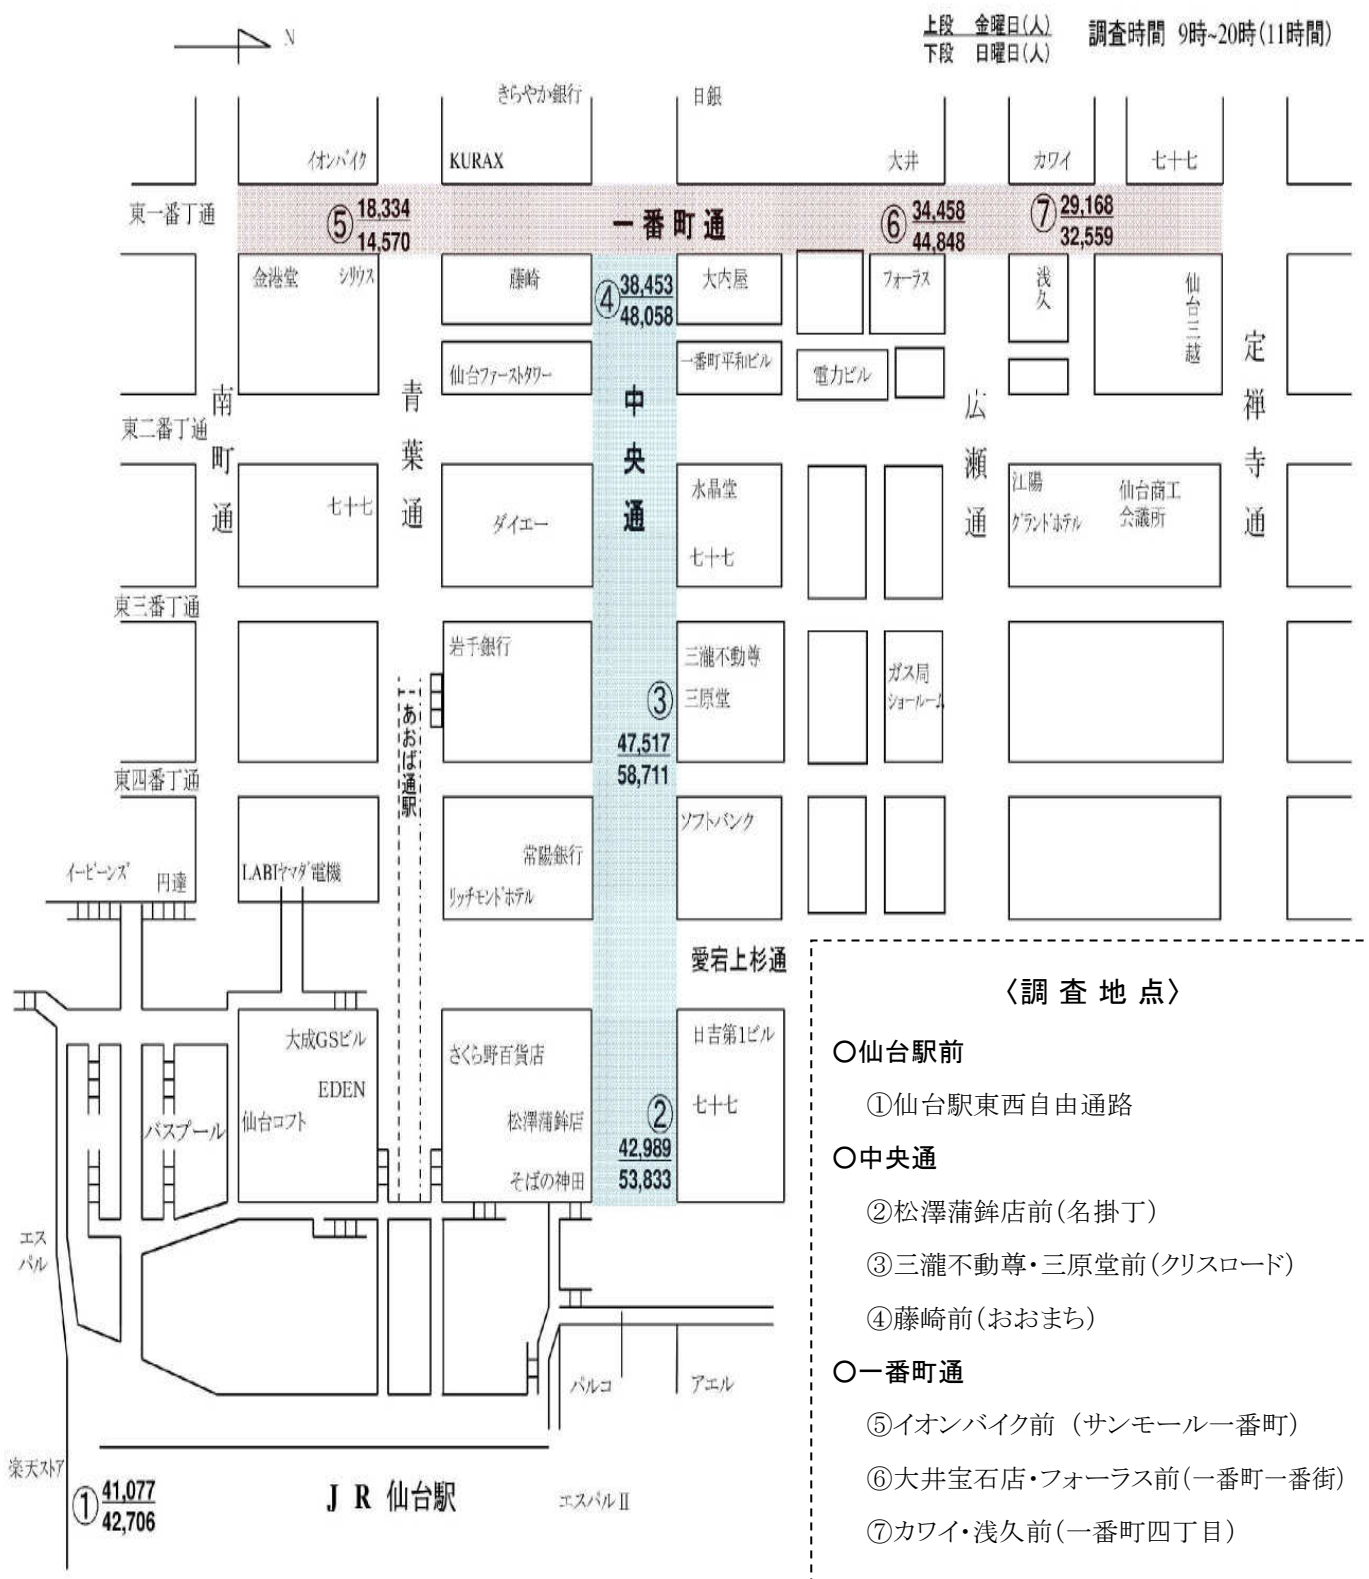 N
上段 金曜日(人)
下段 日曜日(人)
調査時間 9時~20時(11時間)
きらやか銀行
日銀
イオンバイク
KURAX
大井
カワイ
七十七
東一番丁通
⑤ 18,334
14,570
一番町通
⑥ 34,458
44,848
⑦ 29,168
32,559
金港堂
シリウス
藤崎
④ 38,453
48,058
大内屋
フォーラス
浅久
仙台三越
仙台ファーストタワー
一番町平和ビル
電力ビル
南町通
青葉通
中央通
広瀬通
定禅寺通
東二番丁通
七十七
ダイエー
水晶堂
七十七
江陽
グランドホテル
仙台商工
会議所
東三番丁通
岩手銀行
三瀧不動尊
三原堂
③
47,517
58,711
ガス局
ショールーム
あおば通駅
東四番丁通
イービーンズ
円達
LABIヤマダ電機
常陽銀行
リッチモンドホテル
ソフトバンク
愛宕上杉通
大成GSビル
EDEN
仙台ロフト
バスプール
さくら野百貨店
松澤蒲鉾店
そばの神田
②
42,989
53,833
日吉第1ビル
七十七
エス
パル
パルコ
アエル
楽天ストア
① 41,077
42,706
JR 仙台駅
エスパルⅡ
〈調査地点〉
○仙台駅前
①仙台駅東西自由通路
○中央通
②松澤蒲鉾店前(名掛丁)
③三瀧不動尊・三原堂前(クリスロード)
④藤崎前(おおまち)
○一番町通
⑤イオンバイク前 (サンモール一番町)
⑥大井宝石店・フォーラス前(一番町一番街)
⑦カワイ・浅久前(一番町四丁目)